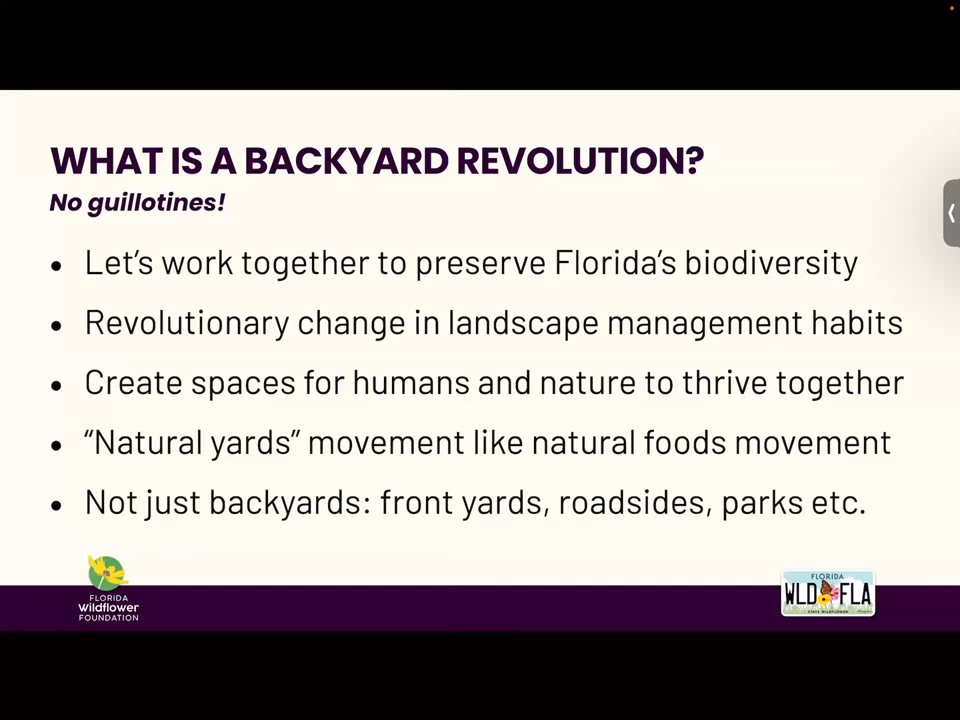 WHAT IS A BACKYARD REVOLUTION?
No guillotines!
• Let’s work together to preserve Florida’s biodiversity
• Revolutionary change in landscape management habits
• Create spaces for humans and nature to thrive together
• “Natural yards” movement like natural foods movement
• Not just backyards: front yards, roadsides, parks etc.
FLORIDA
Wildflower
FOUNDATION
FLORIDA
WLD FLA
STATE WILDFLOWER